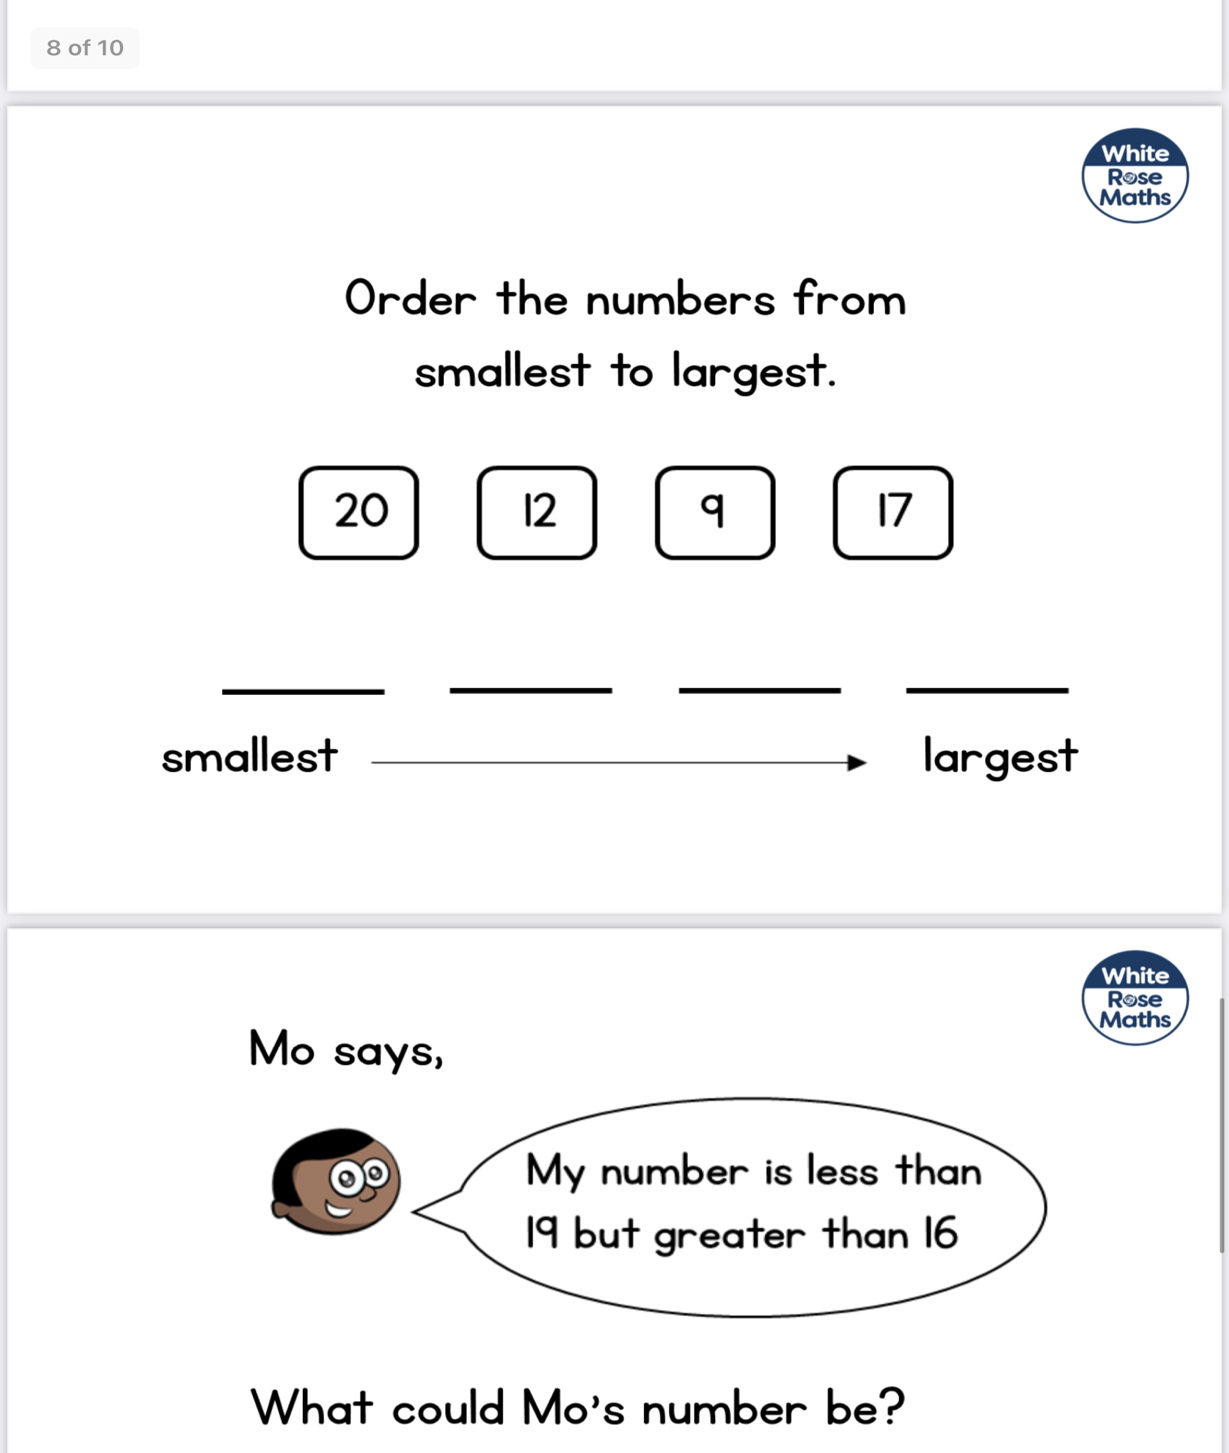 8 of 10
White
Rose
Maths
Order the numbers from
smallest to largest.
20 12 9 17
smallest largest
White
Rose
Maths
Mo says,
My number is less than
19 but greater than 16
What could Mo's number be?